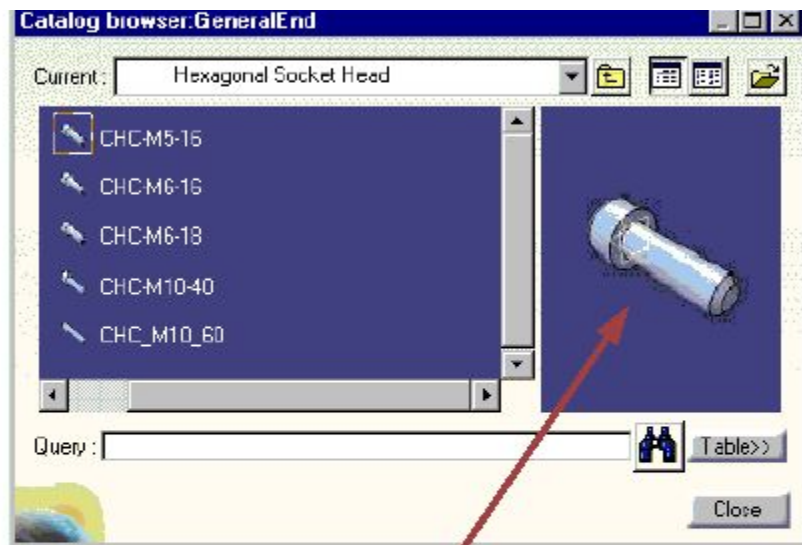 Catalog browser:GeneralEnd
Current: Hexagonal Socket Head
CHC-M5-16
CHC-M6-16
CHC-M6-18
CHC-M10-40
CHC_M10_60
Query :
Table>>
Close